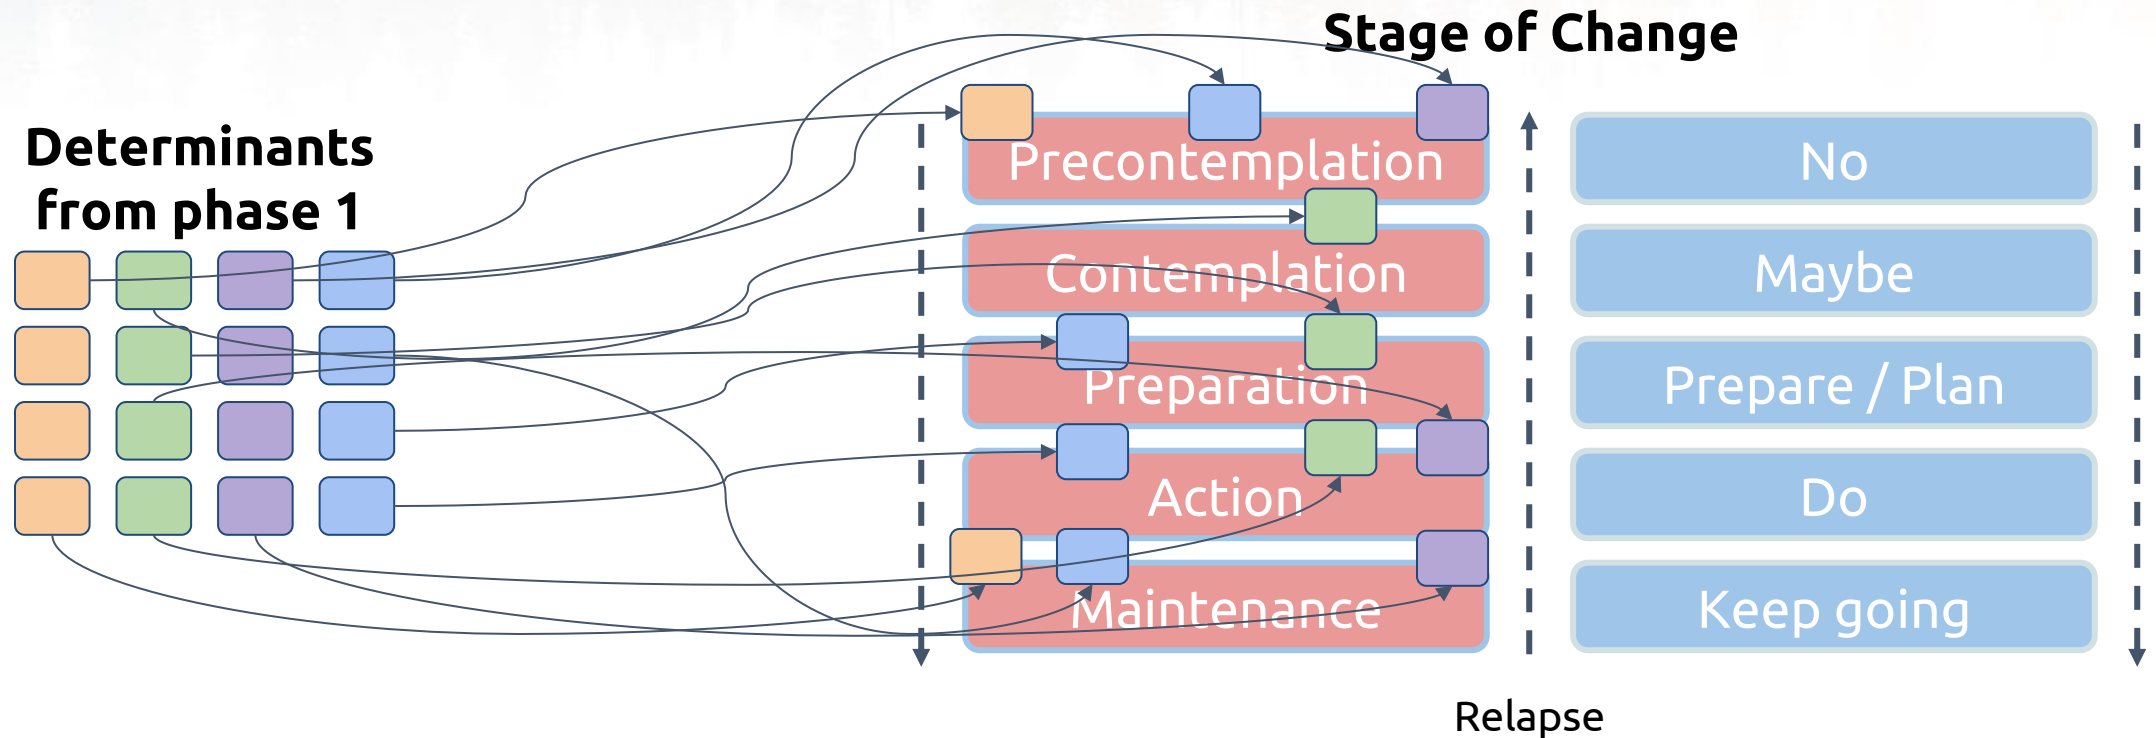 Stage of Change
Determinants
from phase 1
Precontemplation
No
Contemplation
Maybe
Preparation
Prepare / Plan
Action
Do
Maintenance
Keep going
Relapse